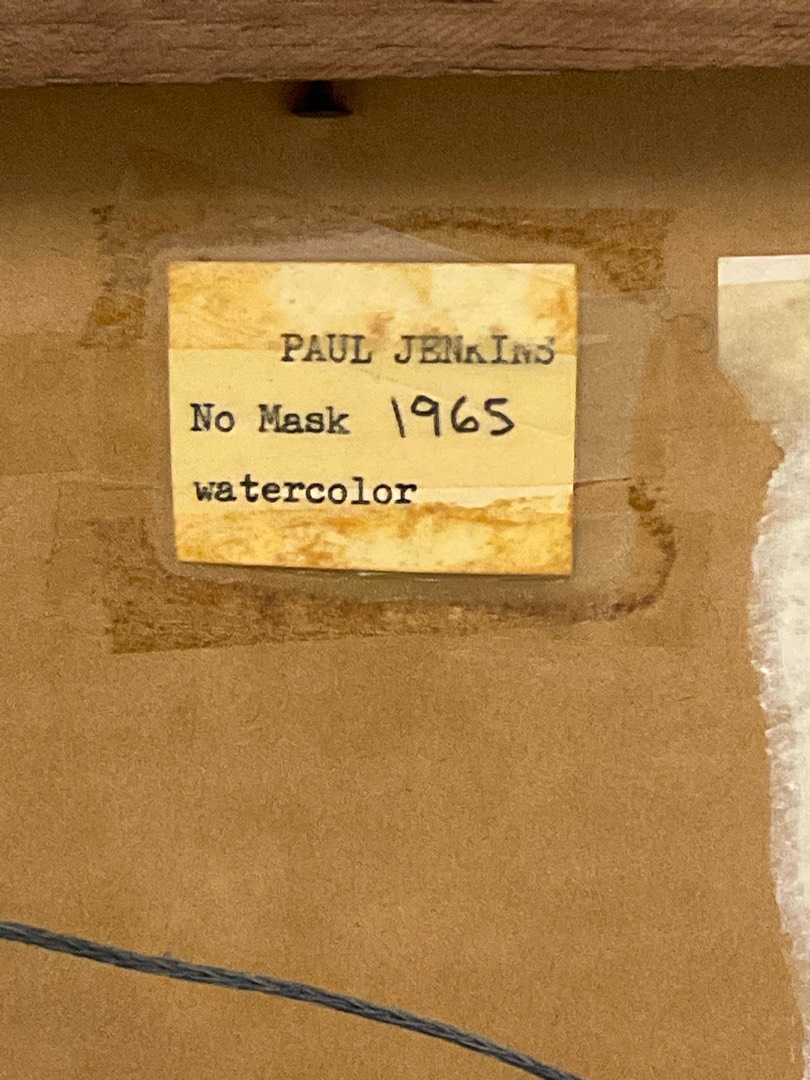 PAUL JENKINS
No Mask 1965
watercolor